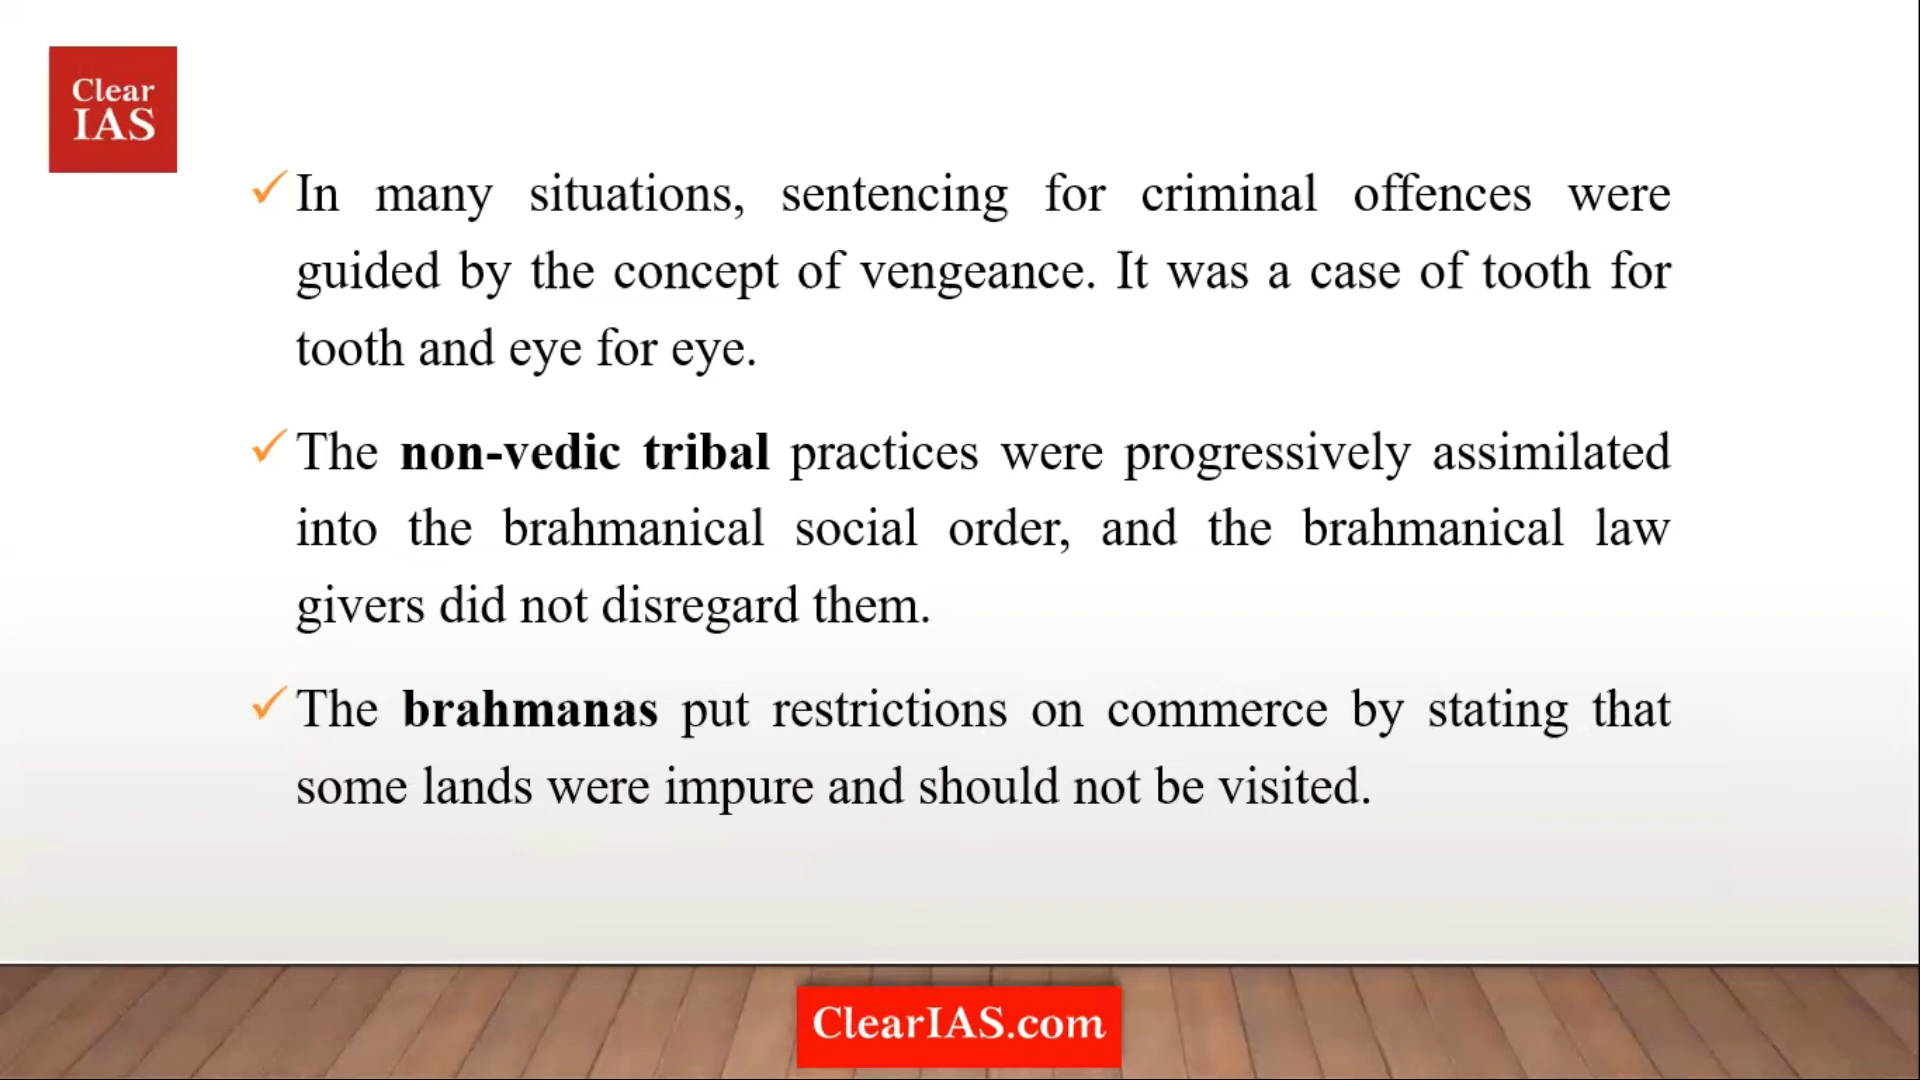 Clear
IAS
In many situations, sentencing for criminal offences were
guided by the concept of vengeance. It was a case of tooth for
tooth and eye for eye.
The non-vedic tribal practices were progressively assimilated
into the brahmanical social order, and the brahmanical law
givers did not disregard them.
The brahmanas put restrictions on commerce by stating that
some lands were impure and should not be visited.
ClearIAS.com